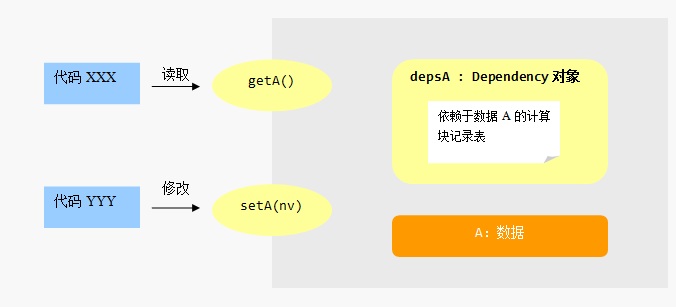 代码 XXX
读取
getA()
depsA : Dependency 对象
依赖于数据 A 的计算
块记录表
代码 YYY
修改
setA(nv)
A: 数据